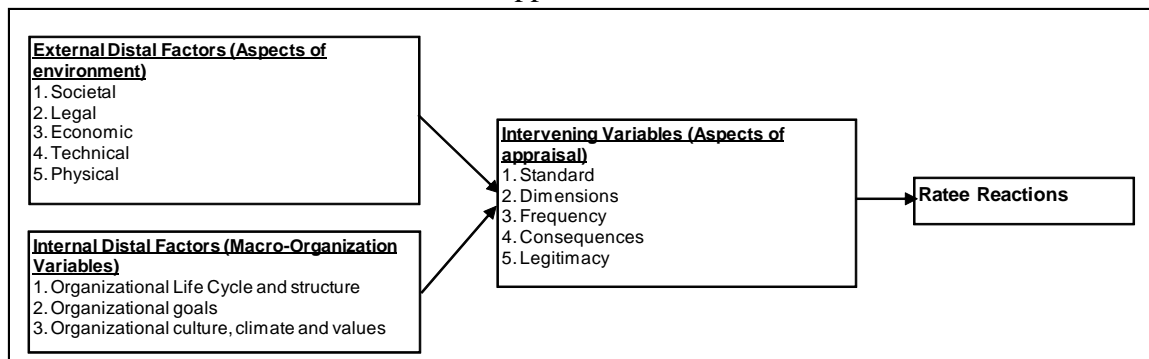 External Distal Factors (Aspects of
environment)
1. Societal
2. Legal
3. Economic
4. Technical
5. Physical
Internal Distal Factors (Macro-Organization
Variables)
1. Organizational Life Cycle and structure
2. Organizational goals
3. Organizational culture, climate and values
Intervening Variables (Aspects of
appraisal)
1. Standard
2. Dimensions
3. Frequency
4. Consequences
5. Legitimacy
Ratee Reactions